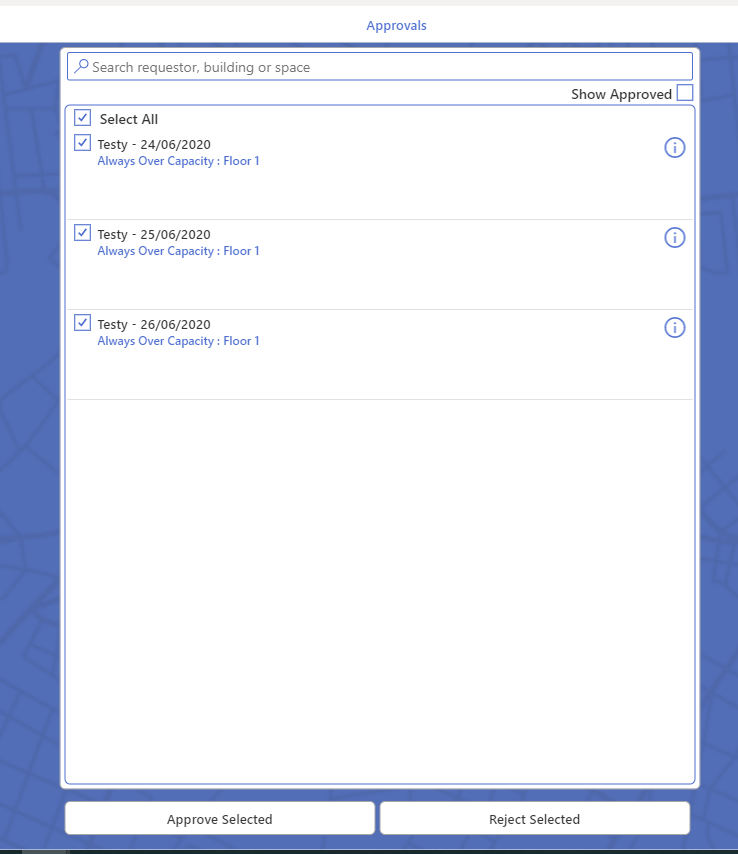 Approvals
Search requestor, building or space
Show Approved
Select All
Testy - 24/06/2020
Always Over Capacity : Floor 1
Testy - 25/06/2020
Always Over Capacity : Floor 1
Testy - 26/06/2020
Always Over Capacity : Floor 1
Approve Selected
Reject Selected